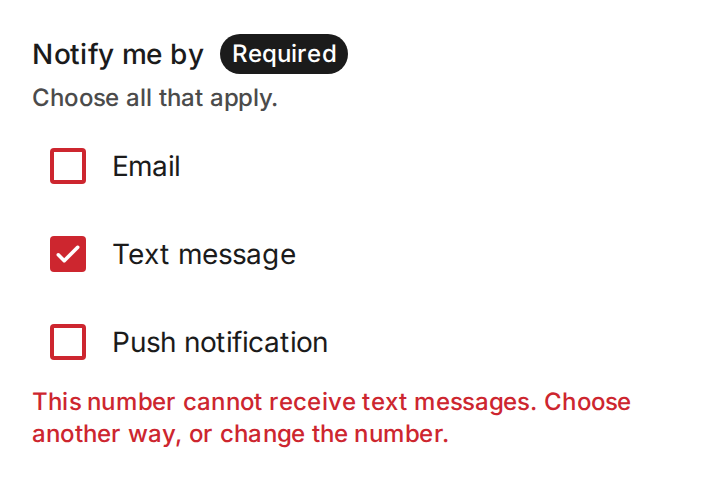 Notify me by Required
Choose all that apply.
Email
Text message
Push notification
This number cannot receive text messages. Choose
another way, or change the number.